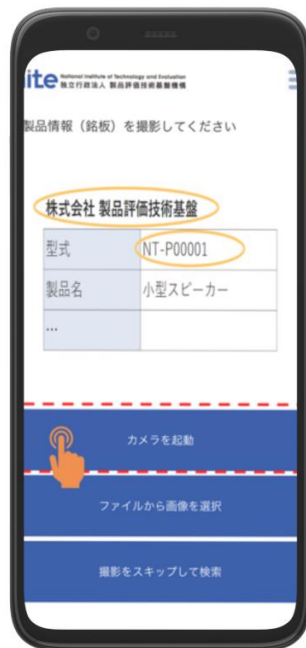 nite National Institute of Technology and Evaluation
独立行政法人 製品評価技術基盤機構
製品情報（銘板）を撮影してください
株式会社 製品評価技術基盤
型式 NT-P00001
製品名 小型スピーカー
…
カメラを起動
ファイルから画像を選択
撮影をスキップして検索